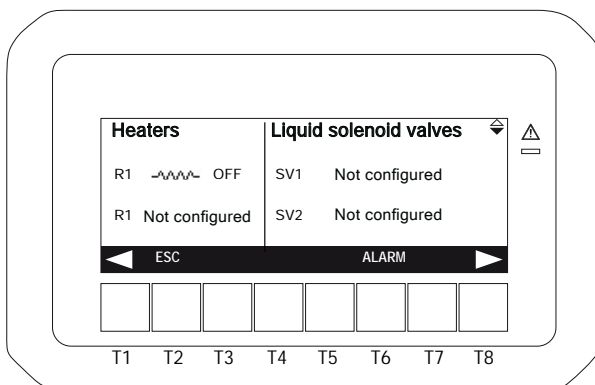 Heaters Liquid solenoid valves
R1 OFF SV1 Not configured
R1 Not configured SV2 Not configured
ESC ALARM
T1 T2 T3 T4 T5 T6 T7 T8